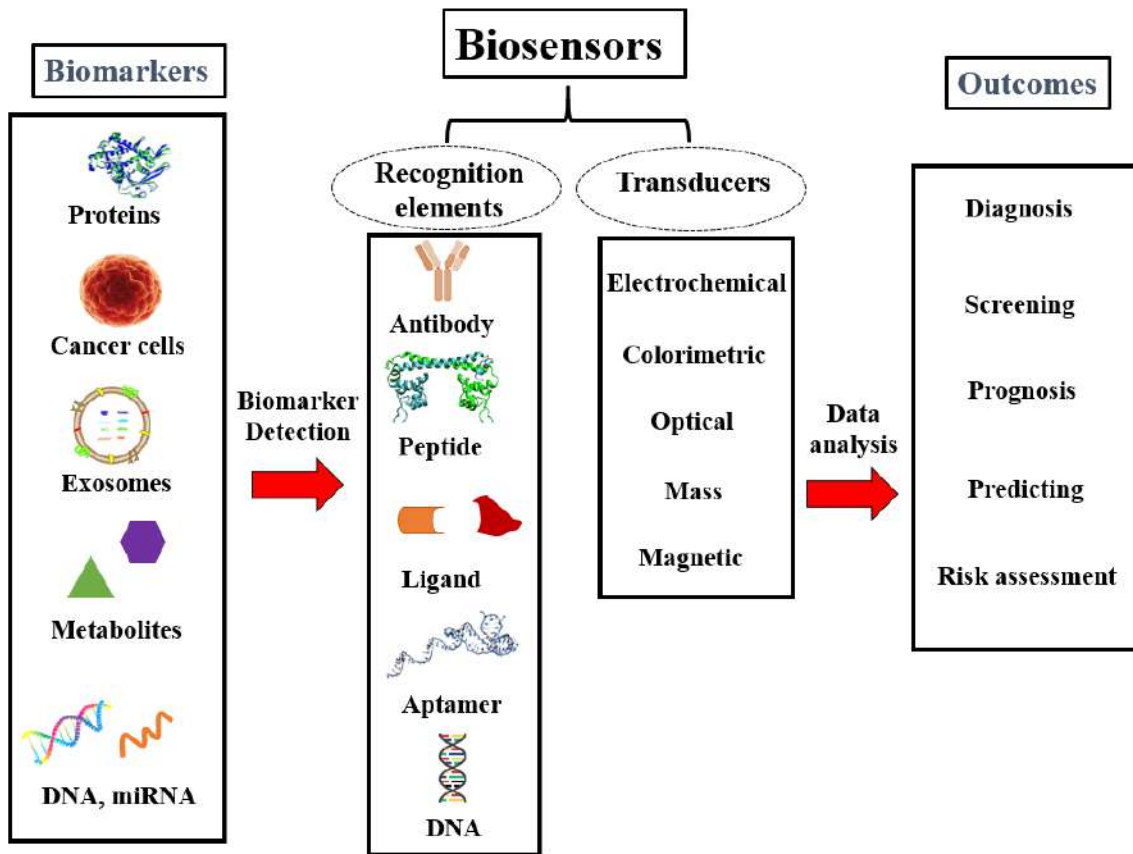 Biosensors
Biomarkers
Proteins
Cancer cells
Exosomes
Metabolites
DNA, miRNA
Biomarker
Detection
Recognition
elements
Antibody
Peptide
Ligand
Aptamer
DNA
Transducers
Electrochemical
Colorimetric
Optical
Mass
Magnetic
Data
analysis
Outcomes
Diagnosis
Screening
Prognosis
Predicting
Risk assessment